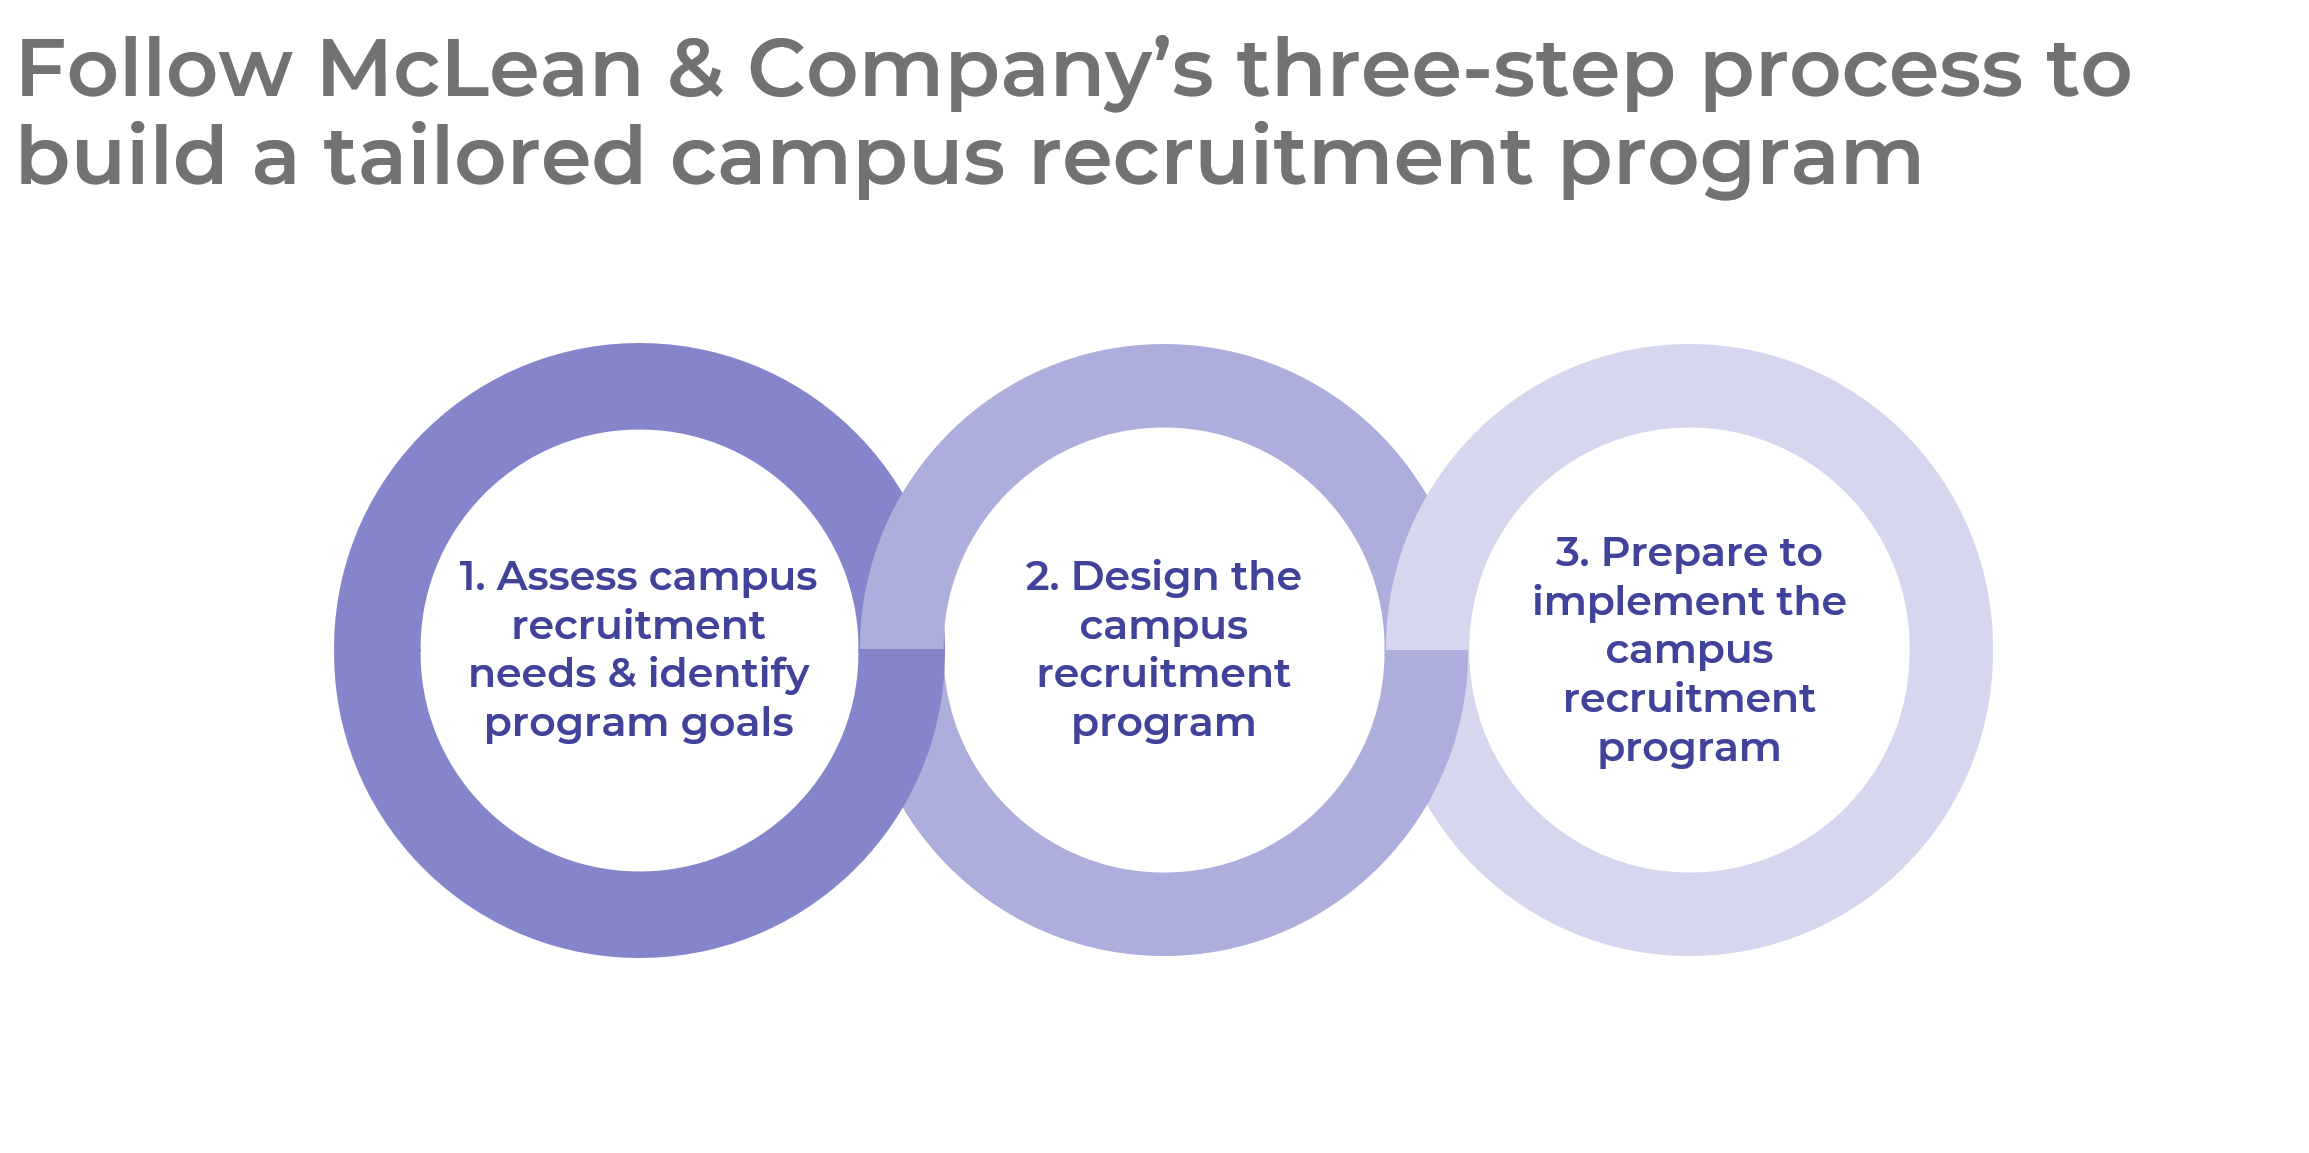 Follow McLean & Company’s three-step process to
build a tailored campus recruitment program
1. Assess campus
recruitment
needs & identify
program goals
2. Design the
campus
recruitment
program
3. Prepare to
implement the
campus
recruitment
program